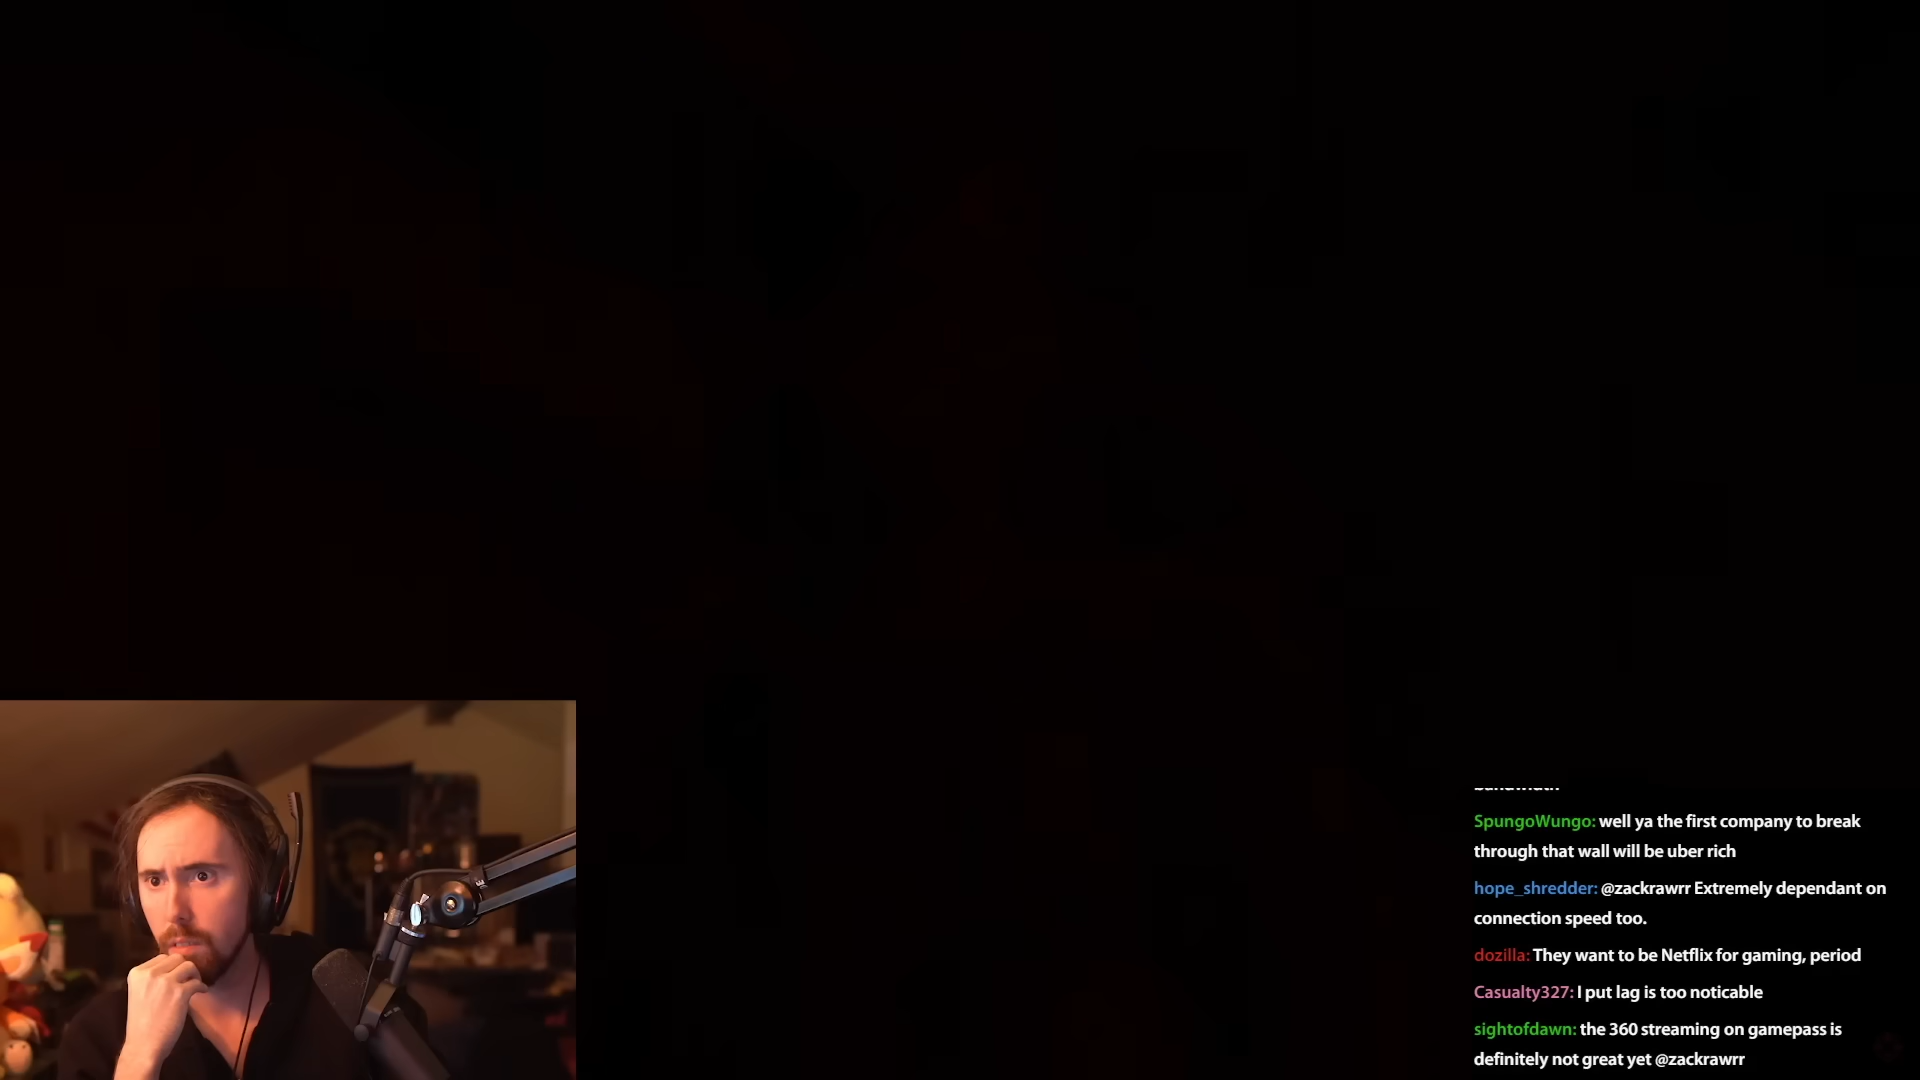 SpungoWungo: well ya the first company to break
through that wall will be uber rich
hope_shredder: @zackrawrr Extremely dependant on
connection speed too.
dozilla: They want to be Netflix for gaming, period
Casualty327: I put lag is too noticable
sightofdawn: the 360 streaming on gamepass is
definitely not great yet @zackrawrr